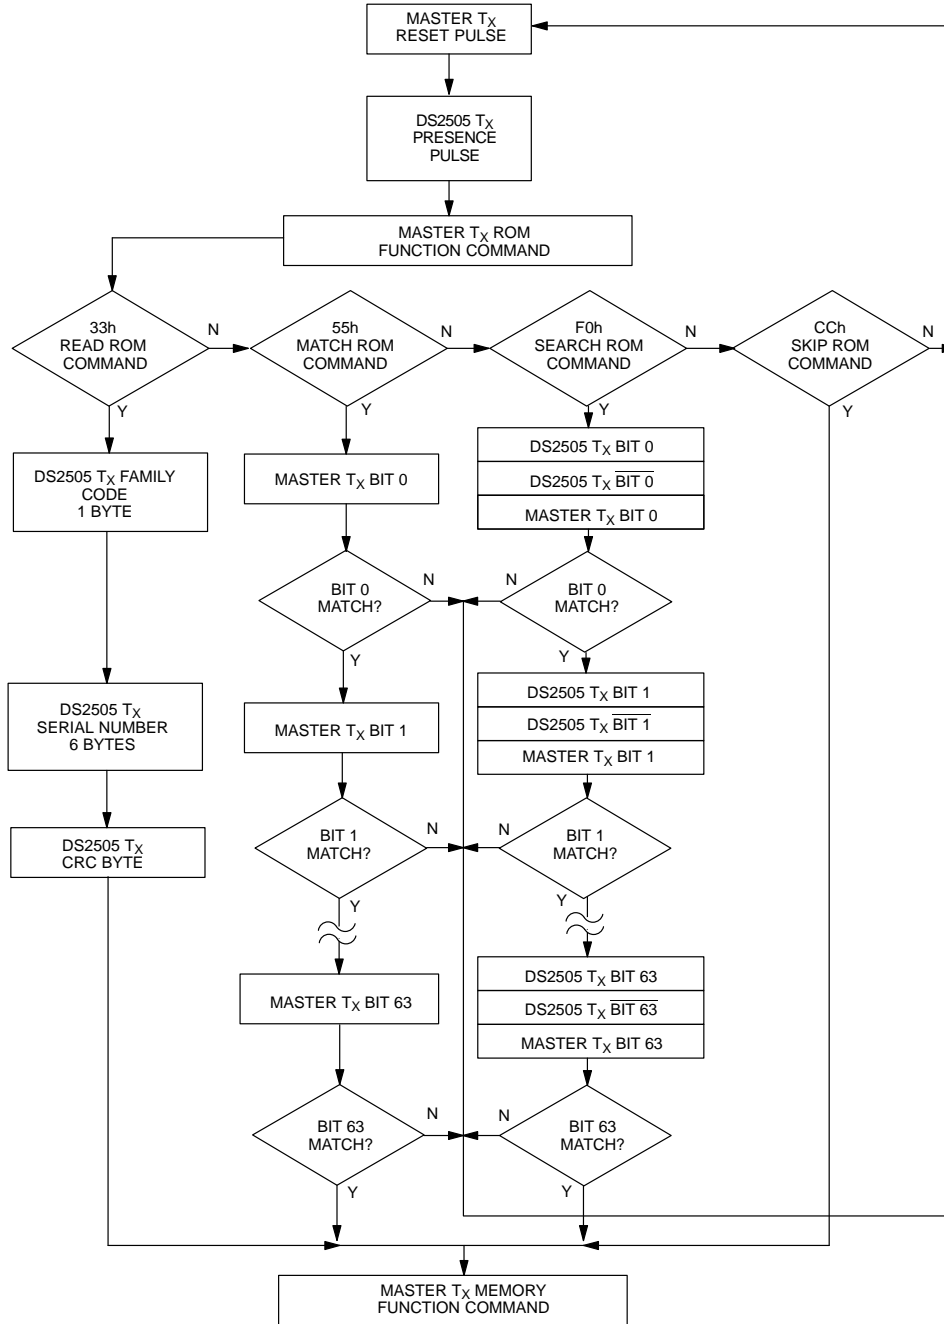 MASTER TX
RESET PULSE
DS2505 TX
PRESENCE
PULSE
MASTER TX ROM
FUNCTION COMMAND
33h
READ ROM
COMMAND
N
Y
55h
MATCH ROM
COMMAND
N
Y
F0h
SEARCH ROM
COMMAND
N
Y
CCh
SKIP ROM
COMMAND
N
Y
DS2505 TX FAMILY
CODE
1 BYTE
DS2505 TX
SERIAL NUMBER
6 BYTES
DS2505 TX
CRC BYTE
MASTER TX BIT 0
BIT 0
MATCH?
N
Y
MASTER TX BIT 1
BIT 1
MATCH?
N
Y
MASTER TX BIT 63
BIT 63
MATCH?
N
Y
DS2505 TX BIT 0
DS2505 TX BIT 0
MASTER TX BIT 0
BIT 0
MATCH?
N
Y
DS2505 TX BIT 1
DS2505 TX BIT 1
MASTER TX BIT 1
BIT 1
MATCH?
N
Y
DS2505 TX BIT 63
DS2505 TX BIT 63
MASTER TX BIT 63
BIT 63
MATCH?
N
Y
MASTER TX MEMORY
FUNCTION COMMAND